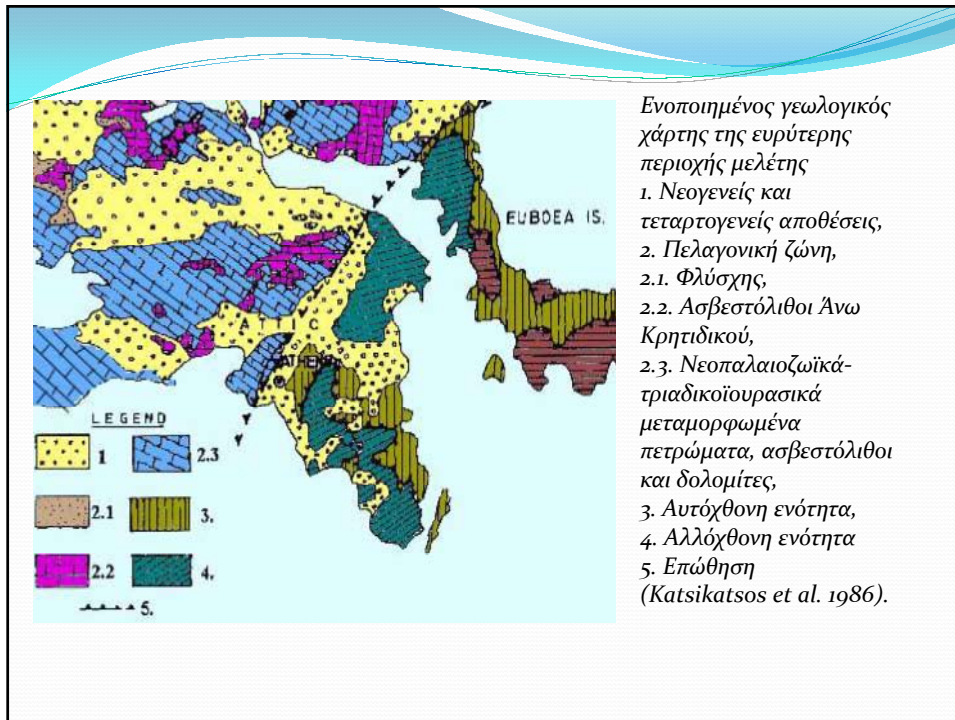 Ενοποιημένος γεωλογικός
χάρτης της ευρύτερης
περιοχής μελέτης
1. Νεογενείς και
τεταρτογενείς αποθέσεις,
2. Πελαγονική ζώνη,
2.1. Φλύσχης,
2.2. Ασβεστόλιθοι Άνω
Κρητιδικού,
2.3. Νεοπαλαιοζωϊκά-
τριαδικοϊουρασικά
μεταμορφωμένα
πετρώματα, ασβεστόλιθοι
και δολομίτες,
3. Αυτόχθονη ενότητα,
4. Αλλόχθονη ενότητα
5. Επώθηση
(Katsikatsos et al. 1986).
EUBOEA IS.
ATTIC
ATHENS
LEGEND
1
2.3
2.1
3.
2.2
4.
5.